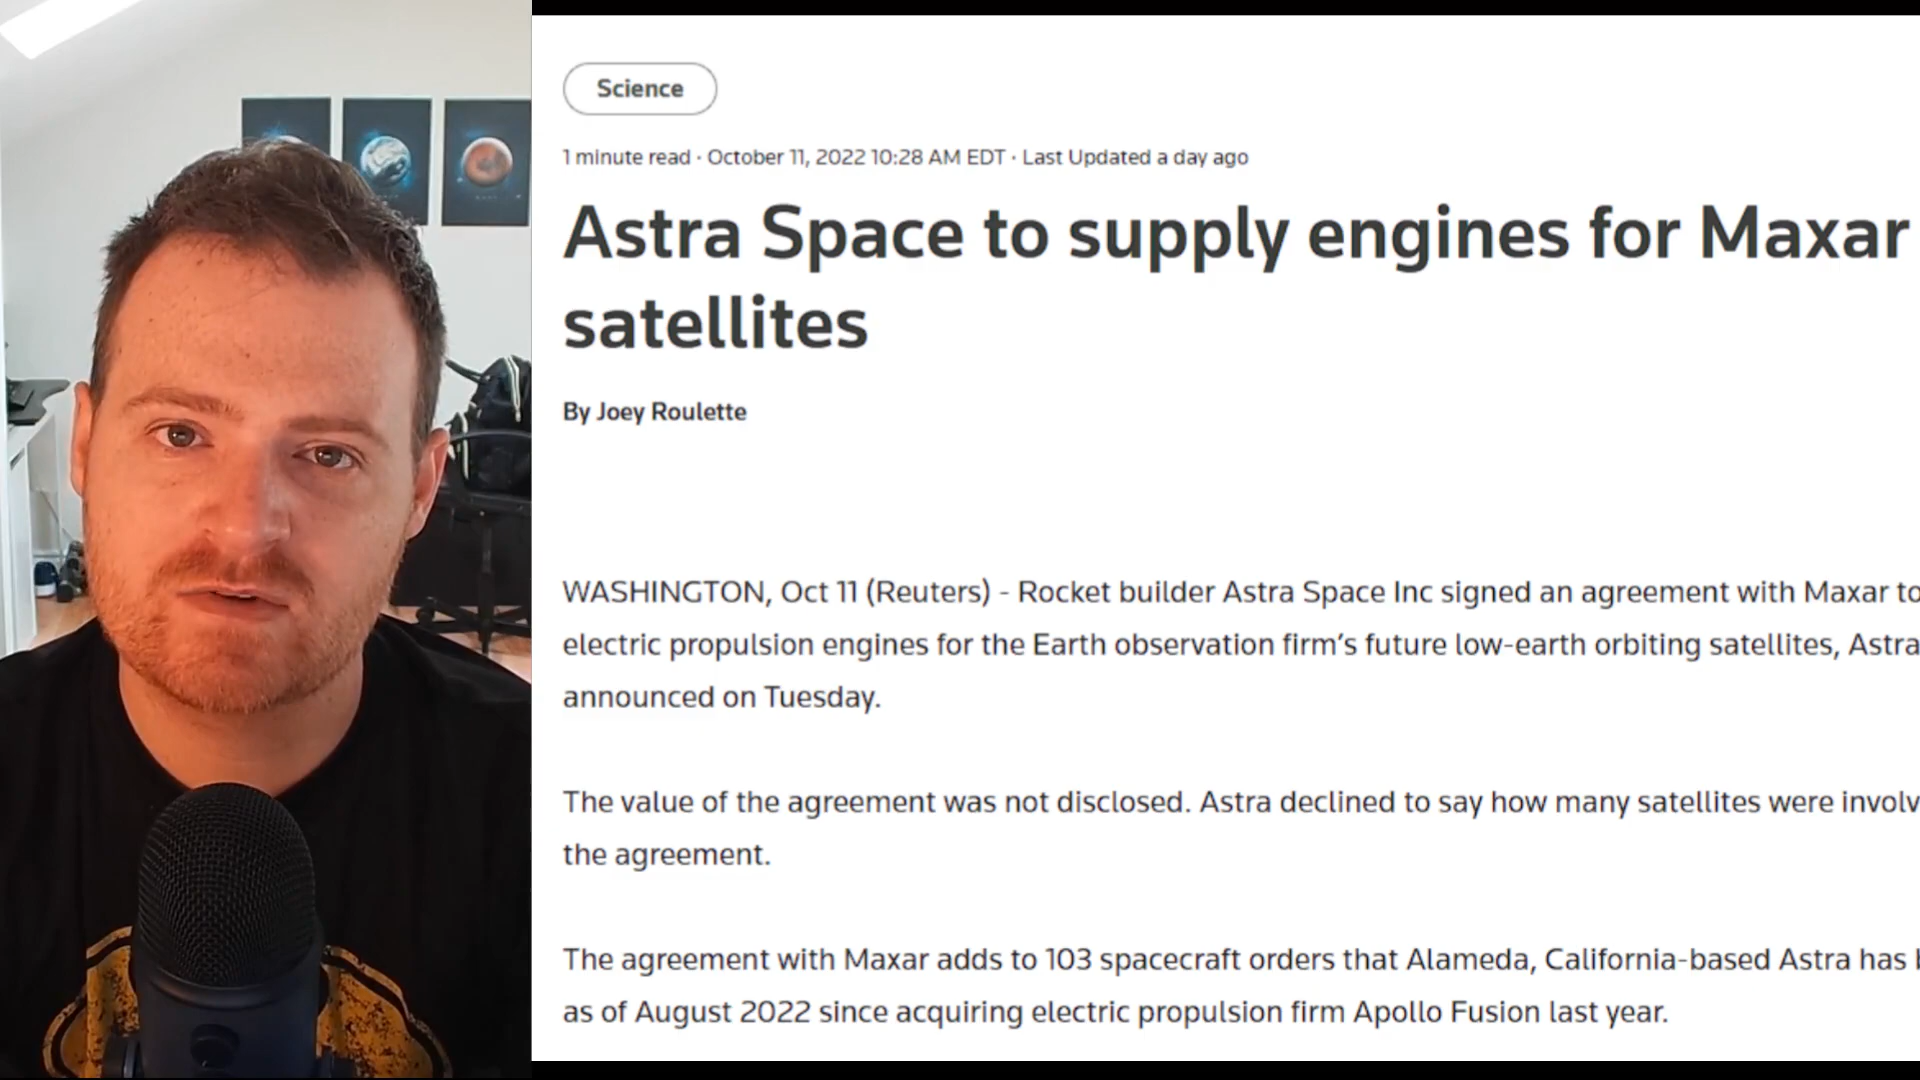 Science
1 minute read · October 11, 2022 10:28 AM EDT · Last Updated a day ago
Astra Space to supply engines for Maxar
satellites
By Joey Roulette
WASHINGTON, Oct 11 (Reuters) - Rocket builder Astra Space Inc signed an agreement with Maxar to
electric propulsion engines for the Earth observation firm's future low-earth orbiting satellites, Astra
announced on Tuesday.
The value of the agreement was not disclosed. Astra declined to say how many satellites were involv
the agreement.
The agreement with Maxar adds to 103 spacecraft orders that Alameda, California-based Astra has
as of August 2022 since acquiring electric propulsion firm Apollo Fusion last year.